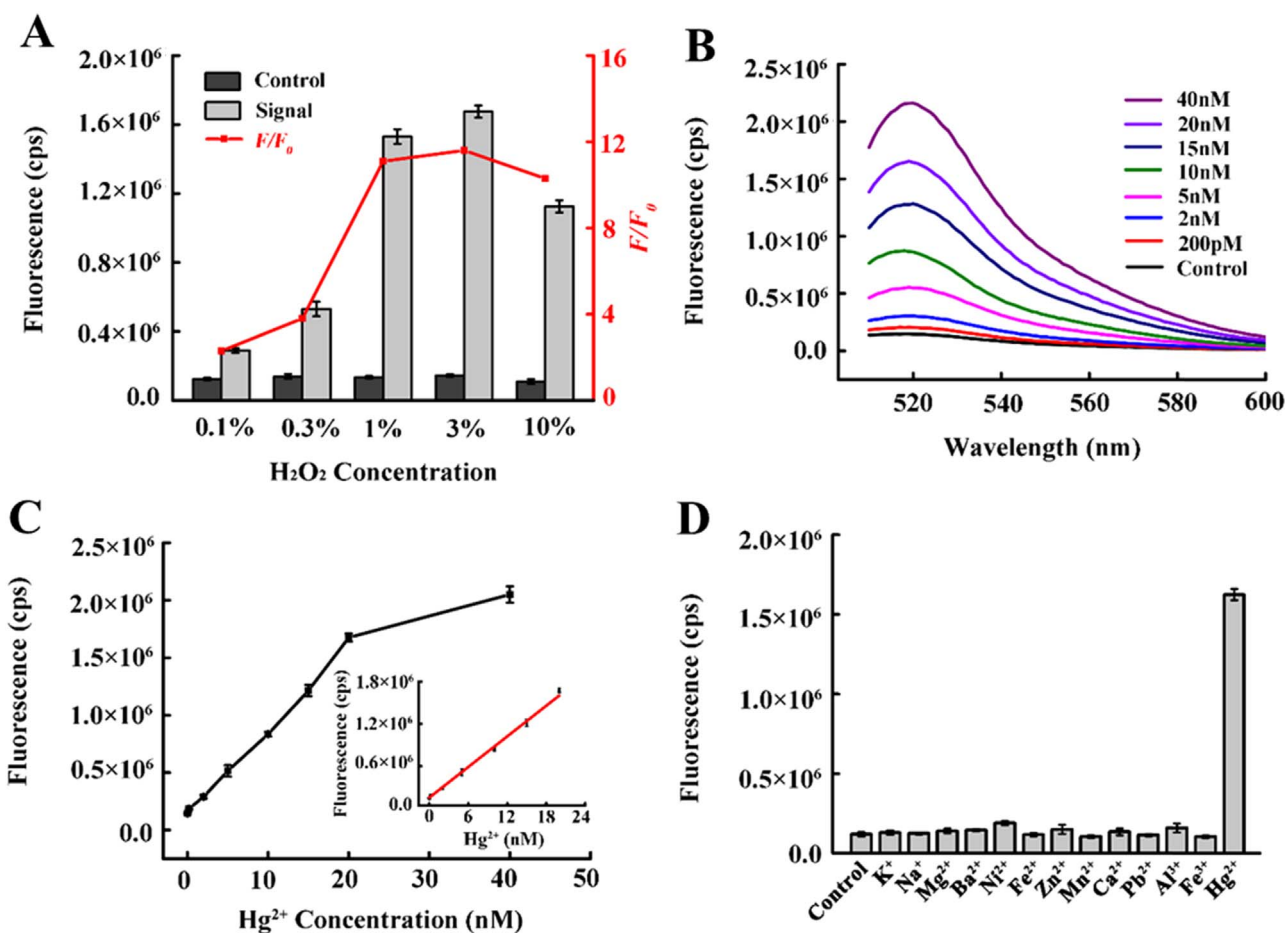 A
Fluorescence (cps)
2.0×10⁶
1.6×10⁶
1.2×10⁶
0.8×10⁶
0.4×10⁶
0.0
Control
Signal
F/F₀
16
12
8
4
0
F/F₀
0.1% 0.3% 1% 3% 10%
H₂O₂ Concentration
B
Fluorescence (cps)
2.5×10⁶
2.0×10⁶
1.5×10⁶
1.0×10⁶
0.5×10⁶
0.0
40nM
20nM
15nM
10nM
5nM
2nM
200pM
Control
520 540 560 580 600
Wavelength (nm)
C
Fluorescence (cps)
2.5×10⁶
2.0×10⁶
1.5×10⁶
1.0×10⁶
0.5×10⁶
0.0
Fluorescence (cps)
1.8×10⁶
1.2×10⁶
0.6×10⁶
0.0
0 6 12 18 24
Hg²⁺ (nM)
0 10 20 30 40 50
Hg²⁺ Concentration (nM)
D
Fluorescence (cps)
2.0×10⁶
1.5×10⁶
1.0×10⁶
0.5×10⁶
0.0
Control K⁺ Na⁺ Mg²⁺ Ba²⁺ Ni²⁺ Fe²⁺ Zn²⁺ Mn²⁺ Ca²⁺ Pb²⁺ Al³⁺ Fe³⁺ Hg²⁺